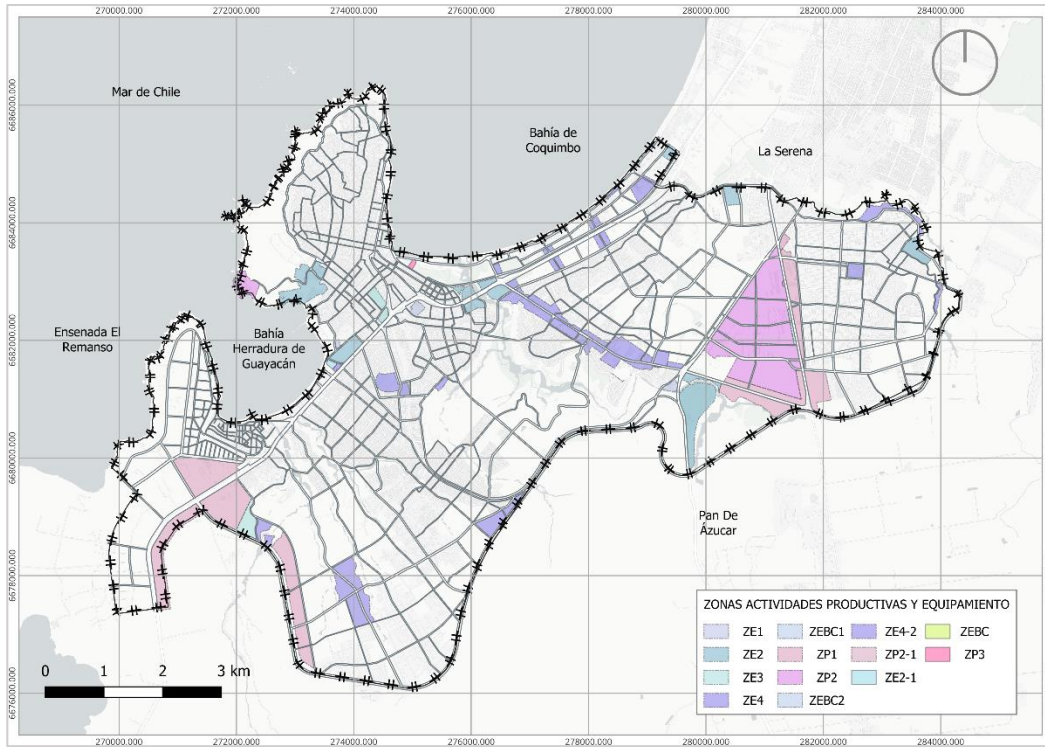 270000.000 272000.000 274000.000 276000.000 278000.000 280000.000 282000.000 284000.000
6686000.000
Mar de Chile
Bahía de
Coquimbo
La Serena
6684000.000
Ensenada El
Remanso
Bahía
Herradura de
Guayacán
6682000.000
6680000.000
Pan De
Ázucar
6678000.000
ZONAS ACTIVIDADES PRODUCTIVAS Y EQUIPAMIENTO
ZE1 ZEBC1 ZE4-2 ZEBC
ZE2 ZP1 ZP2-1 ZP3
ZE3 ZP2 ZE2-1
ZE4 ZEBC2
0 1 2 3 km
6676000.000
270000.000 272000.000 274000.000 276000.000 278000.000 280000.000 282000.000 284000.000